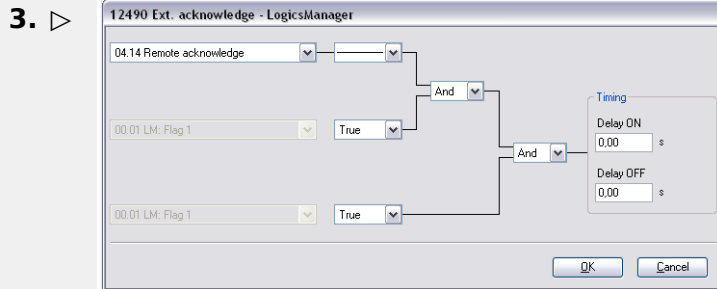 3. ▷
12490 Ext. acknowledge - LogicsManager
04.14 Remote acknowledge
And
Timing
Delay ON
00.01 LM: Flag 1 True
0,00 s
And
Delay OFF
0,00 s
00.01 LM: Flag 1 True
OK Cancel